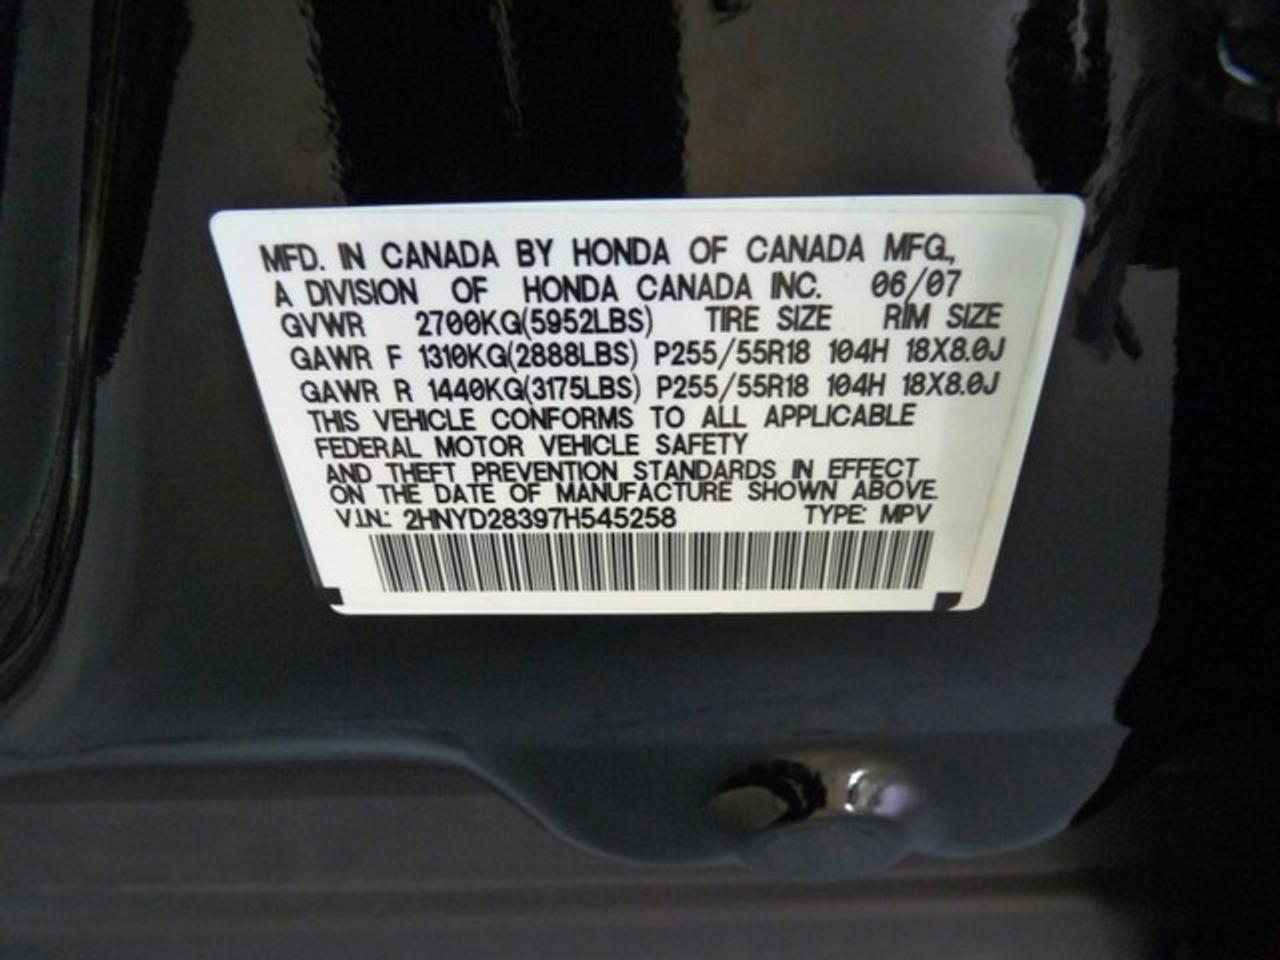 MFD. IN CANADA BY HONDA OF CANADA MFG.,
A DIVISION OF HONDA CANADA INC. 06/07
GVWR 2700KG(5952LBS) TIRE SIZE RIM SIZE
GAWR F 1310KG(2888LBS) P255/55R18 104H 18X8.0J
GAWR R 1440KG(3175LBS) P255/55R18 104H 18X8.0J
THIS VEHICLE CONFORMS TO ALL APPLICABLE
FEDERAL MOTOR VEHICLE SAFETY
AND THEFT PREVENTION STANDARDS IN EFFECT
ON THE DATE OF MANUFACTURE SHOWN ABOVE.
V.I.N.: 2HNYD28397H545258 TYPE: MPV